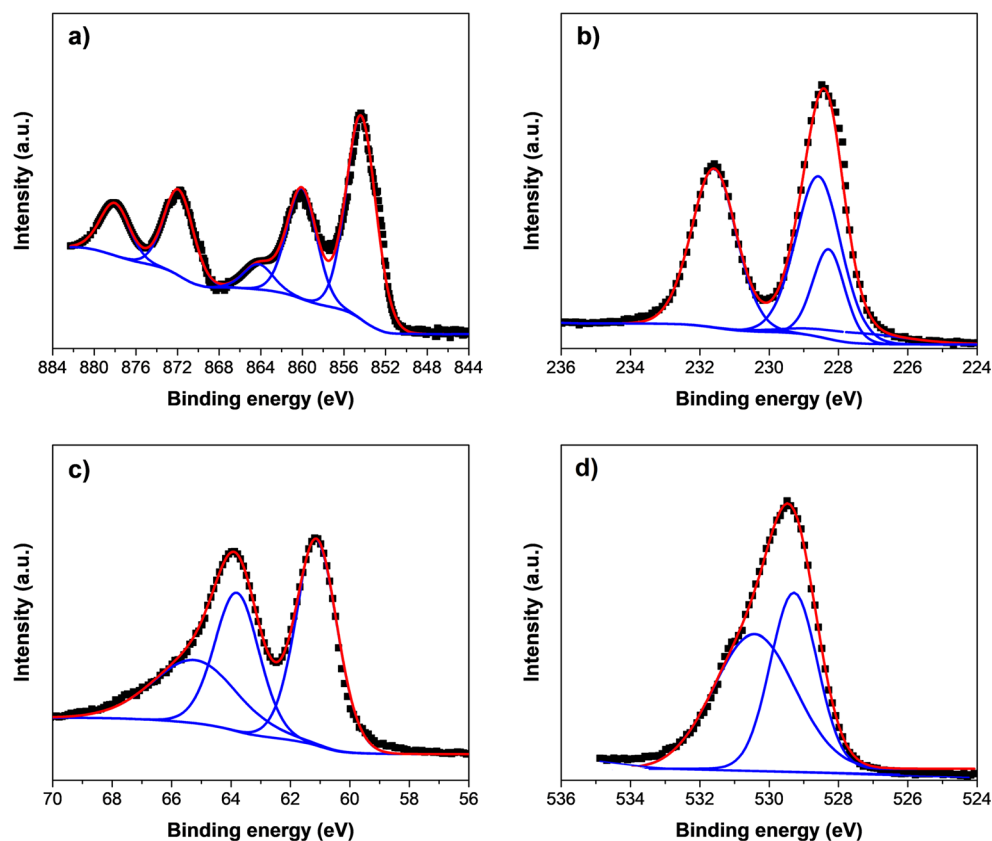 a)
Intensity (a.u.)
884 880 876 872 868 864 860 856 852 848 844
Binding energy (eV)
b)
Intensity (a.u.)
236 234 232 230 228 226 224
Binding energy (eV)
c)
Intensity (a.u.)
70 68 66 64 62 60 58 56
Binding energy (eV)
d)
Intensity (a.u.)
536 534 532 530 528 526 524
Binding energy (eV)